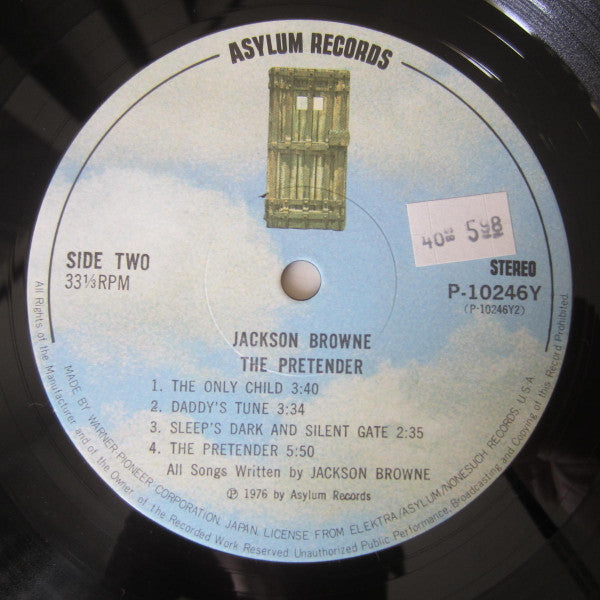 ASYLUM RECORDS
40®® 5.98
SIDE TWO
33⅓RPM
STEREO
P-10246Y
(P-10246Y2)
JACKSON BROWNE
THE PRETENDER
1. THE ONLY CHILD 3:40
2. DADDY'S TUNE 3:34
3. SLEEP'S DARK AND SILENT GATE 2:35
4. THE PRETENDER 5:50
All Songs Written by JACKSON BROWNE
Ⓟ 1976 by Asylum Records
MADE BY WARNER PIONEER CORPORATION, JAPAN, LICENSE FROM ELEKTRA/ASYLUM/NONESUCH RECORDS, U.S.A
All Rights of the Manufacturer and of the Owner of the Recorded Work Reserved Unauthorized Public Performance, Broadcasting and Copying of this Record Prohibited.